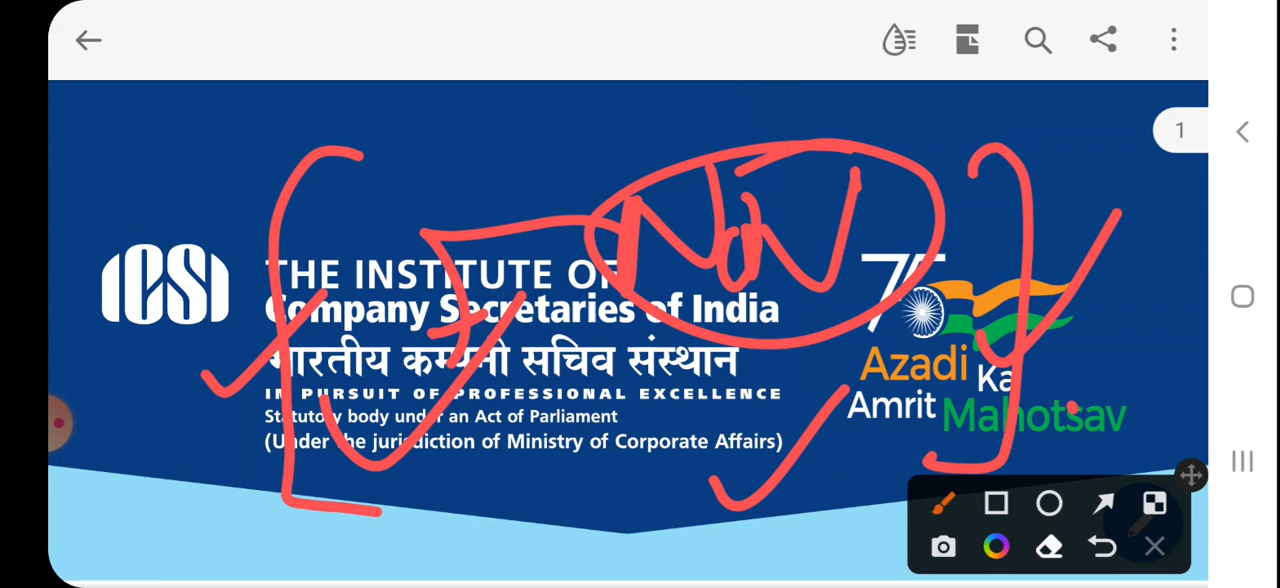 1
ICSI
THE INSTITUTE OF
Company Secretaries of India
भारतीय कम्पनी सचिव संस्थान
IN PURSUIT OF PROFESSIONAL EXCELLENCE
Statutory body under an Act of Parliament
(Under the jurisdiction of Ministry of Corporate Affairs)
75
Azadi
Ka
Amrit Mahotsav